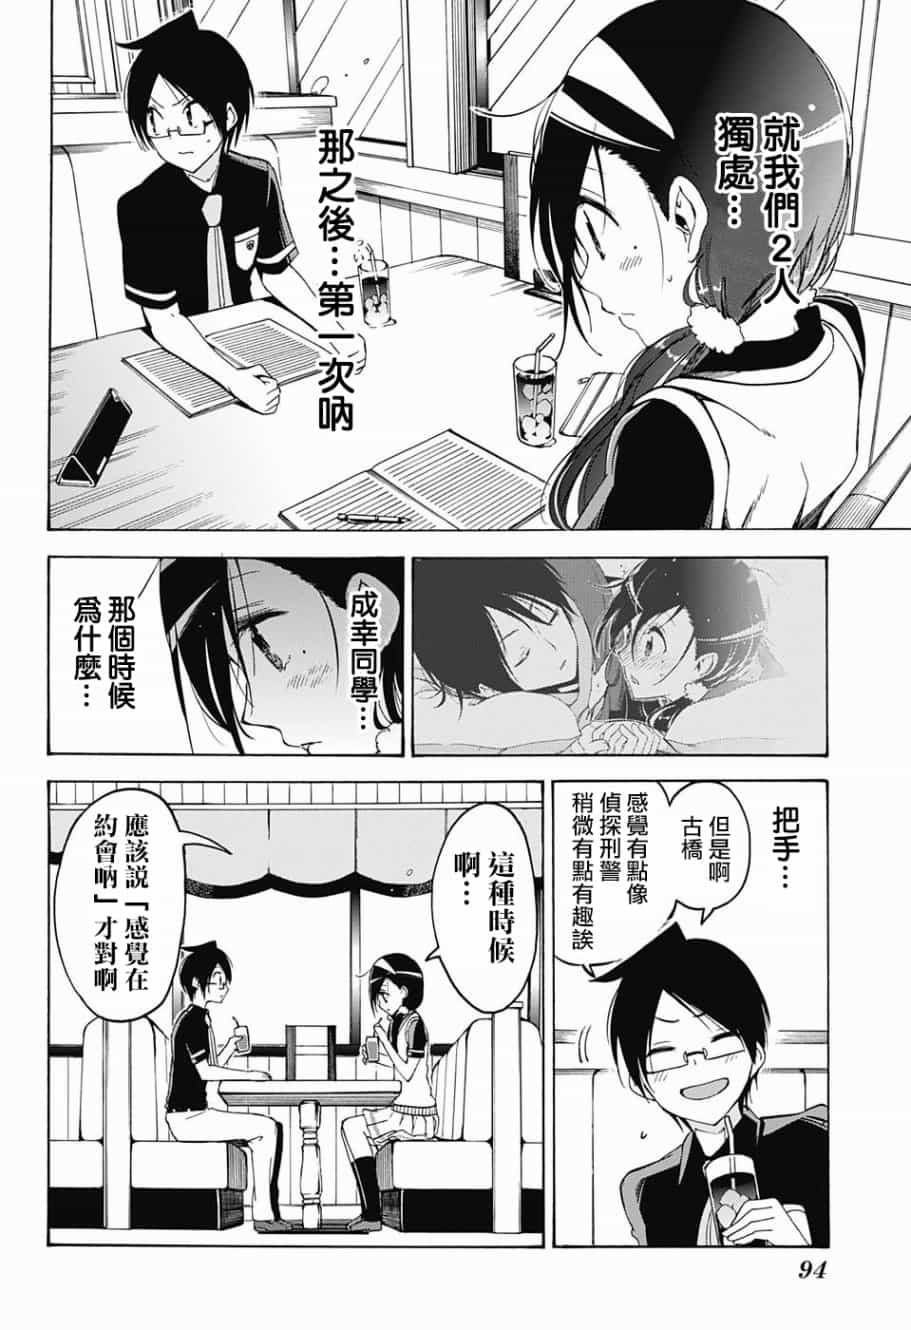 就我們2人
獨處…
那之後…第一次吶
成幸同學…
那個時候
爲什麼…
把手…
但是啊
古橋
感覺有點像
偵探刑警
稍微有點有趣誒
這種時候
啊…
應該説「感覺在
約會吶」才對啊
94